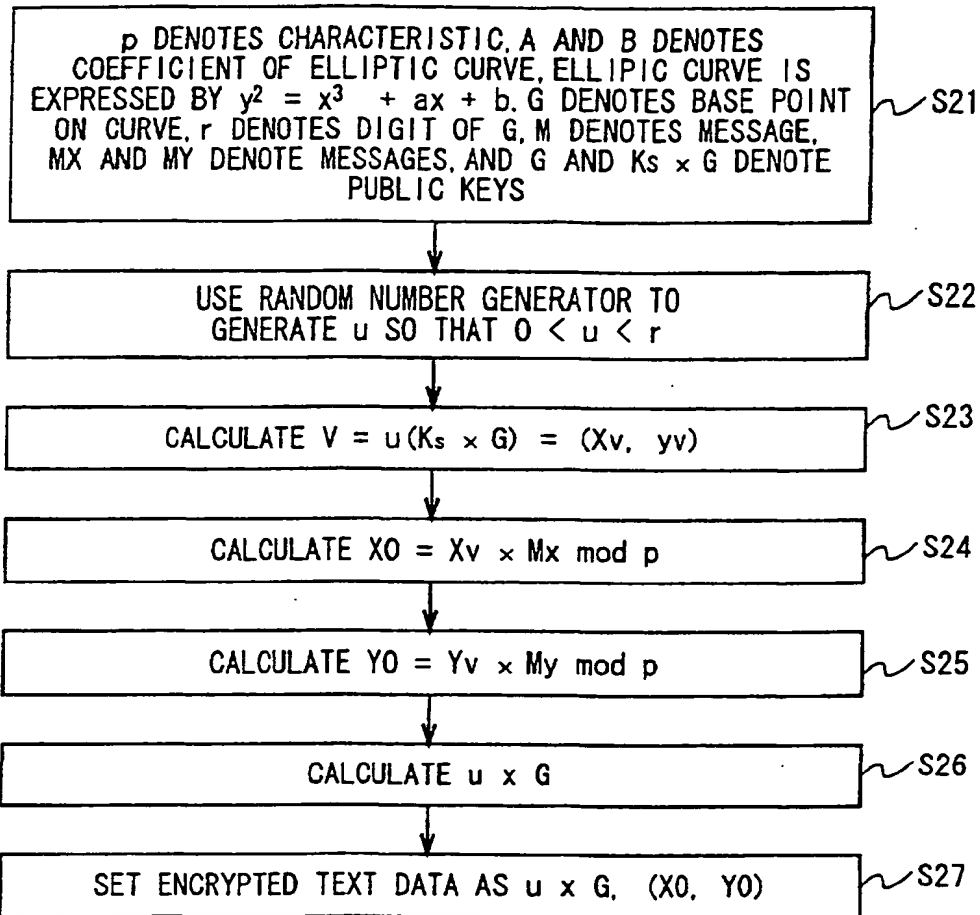 p DENOTES CHARACTERISTIC, A AND B DENOTES
COEFFICIENT OF ELLIPTIC CURVE, ELLIPIC CURVE IS
EXPRESSED BY y² = x³ + ax + b. G DENOTES BASE POINT
ON CURVE, r DENOTES DIGIT OF G, M DENOTES MESSAGE,
MX AND MY DENOTE MESSAGES, AND G AND Ks × G DENOTE
PUBLIC KEYS
S21
USE RANDOM NUMBER GENERATOR TO
GENERATE u SO THAT 0 < u < r
S22
CALCULATE V = u(Ks × G) = (Xv, yv)
S23
CALCULATE X0 = Xv × Mx mod p
S24
CALCULATE Y0 = Yv × My mod p
S25
CALCULATE u x G
S26
SET ENCRYPTED TEXT DATA AS u x G, (X0, Y0)
S27